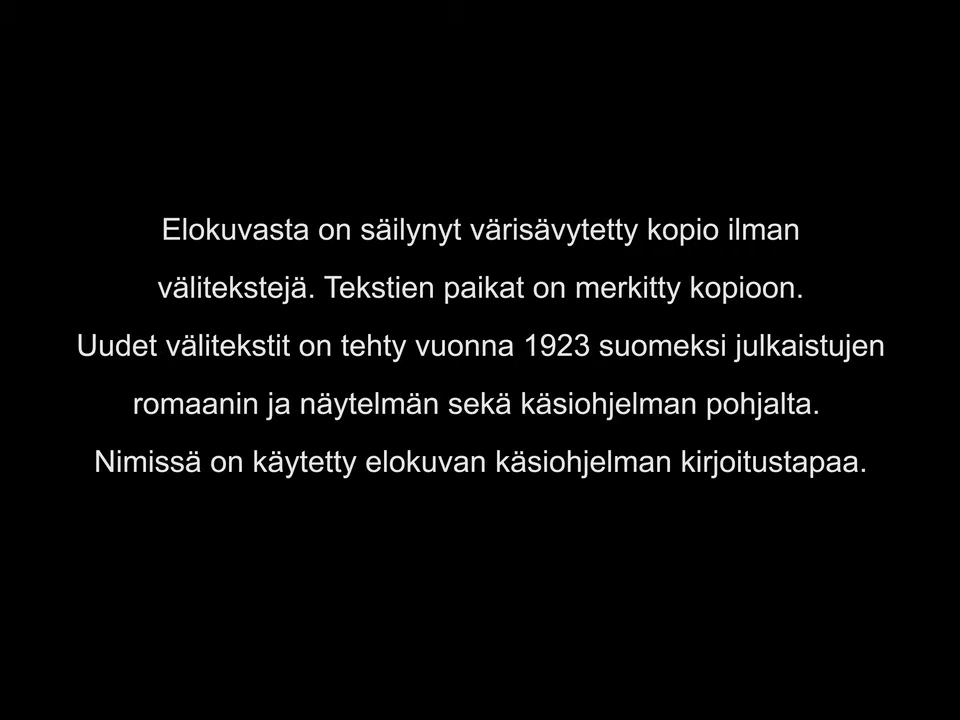 Elokuvasta on säilynyt värisävytetty kopio ilman
välitekstejä. Tekstien paikat on merkitty kopioon.
Uudet välitekstit on tehty vuonna 1923 suomeksi julkaistujen
romaanin ja näytelmän sekä käsiohjelman pohjalta.
Nimissä on käytetty elokuvan käsiohjelman kirjoitustapaa.